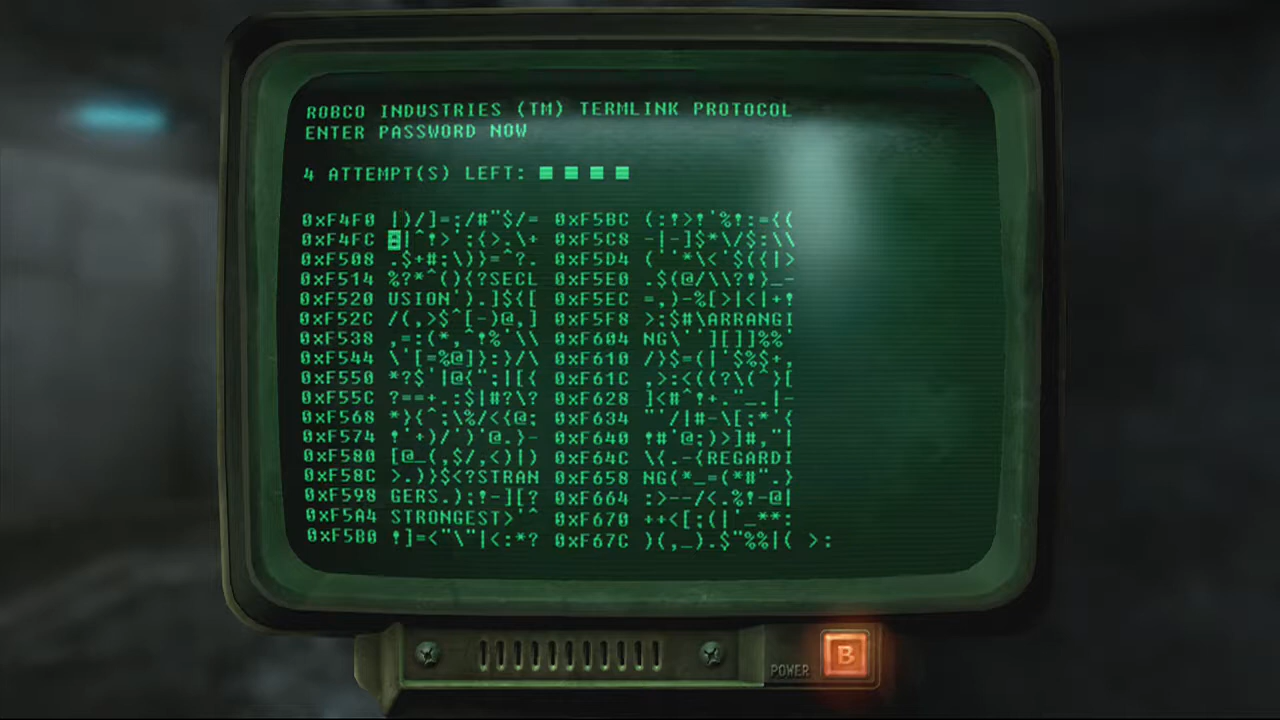 ROBCO INDUSTRIES (TM) TERMLINK PROTOCOL
ENTER PASSWORD NOW
4 ATTEMPT(S) LEFT:
0xF4F0 |)/]=;/#"$/= 0xF5BC (:!>!'%!:={(
0xF4FC |^!>';{>.\+ 0xF5C8 -|-]$*\/$:\\
0xF508 .$+#:\)}=^?. 0xF5D4 ('*\<'$({|>
0xF514 %?*^(){?SECL 0xF5E0 .$(@/\\?!}_-
0xF520 USION').]${[ 0xF5EC =,)-%[>|<|+!
0xF52C /(,>$^[-)@,] 0xF5F8 >;$#\ARRANGI
0xF538 ,=:(*,^!%'\\ 0xF604 NG\''][]]%%'
0xF544 \'[=%@]}:}/\ 0xF610 /}$=(|'$%$+,
0xF550 *?$'|@{";|[{ 0xF61C ,>:<((?\(^}[
0xF55C ?==+.:$|#?\? 0xF628 ]<#^!+."_.|-
0xF568 *}{^;\%/<{@; 0xF634 "'/|#-\[;*'{
0xF574 !'+)/')'@.}- 0xF640 !#'@;)>]#,"|
0xF580 [@_(,$/,<)|) 0xF64C \{.-{REGARDI
0xF58C >.)}$<?STRAN 0xF658 NG(*_=(*#".}
0xF598 GERS.);!-][? 0xF664 :>--/<.%!-@|
0xF5A4 STRONGEST>'^ 0xF670 ++<[;(|'_**:
0xF5B0 !]=<"\"|<:*? 0xF67C )(,_).$"%%|( >:
POWER B